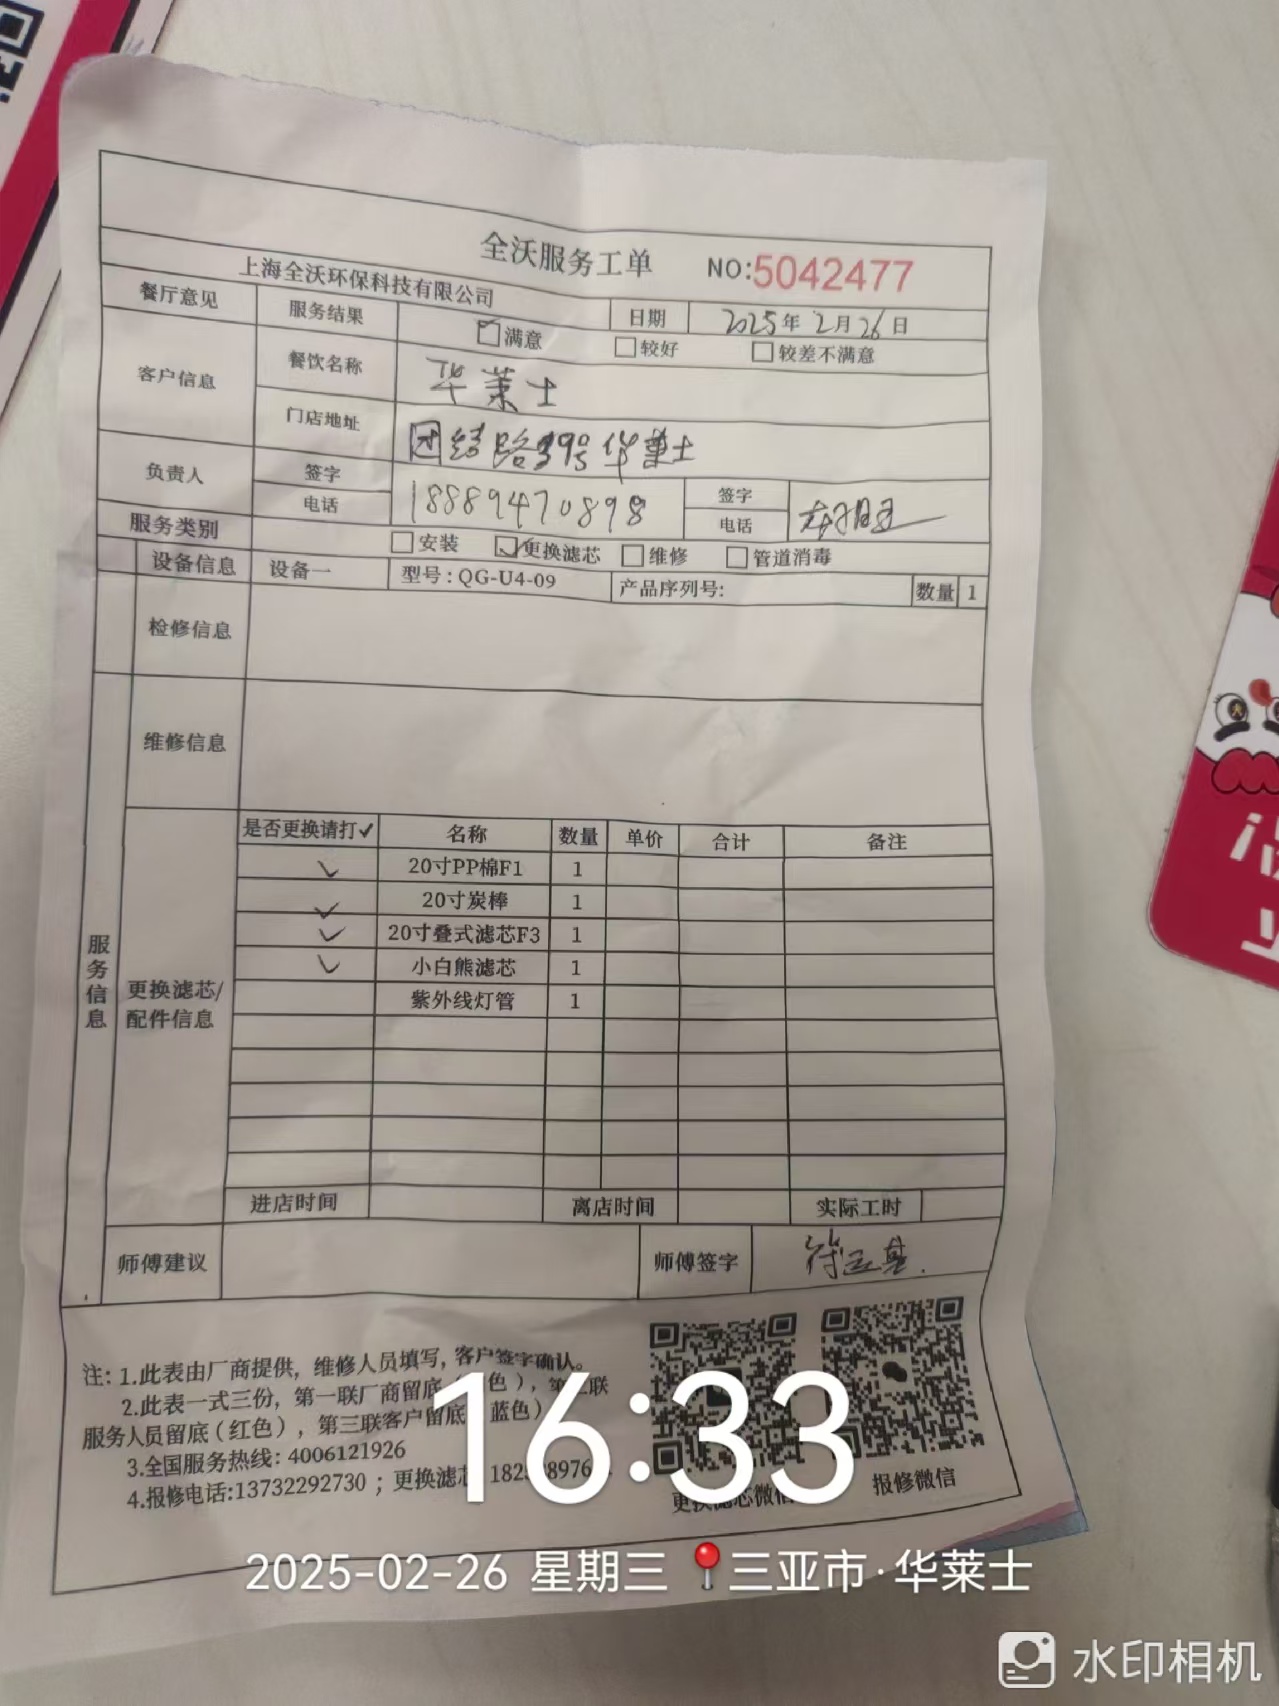 全沃服务工单 NO:5042477
上海全沃环保科技有限公司 日期 2025年2月26日
餐厅意见 服务结果 满意 较好 较差不满意
客户信息 餐饮名称 华莱士
门店地址 团结路39号华莱士
负责人 签字 签字
电话 18889470898 电话
服务类别 安装 更换滤芯 维修 管道消毒
设备信息 设备一 型号:QG-U4-09 产品序列号: 数量 1
检修信息
维修信息
服务信息
更换滤芯/
配件信息
是否更换请打✓ 名称 数量 单价 合计 备注
✓ 20寸PP棉F1 1
✓ 20寸炭棒 1
✓ 20寸叠式滤芯F3 1
✓ 小白熊滤芯 1
紫外线灯管 1
进店时间 离店时间 实际工时
师傅建议 师傅签字
注: 1.此表由厂商提供，维修人员填写，客户签字确认。
2.此表一式三份，第一联厂商留底（ 色），第 联
服务人员留底（红色），第三联客户留底 蓝色）
3.全国服务热线: 4006121926
4.报修电话:13732292730 ; 更换滤芯
更换滤芯微信 报修微信
16:33
2025-02-26 星期三 三亚市·华莱士
水印相机